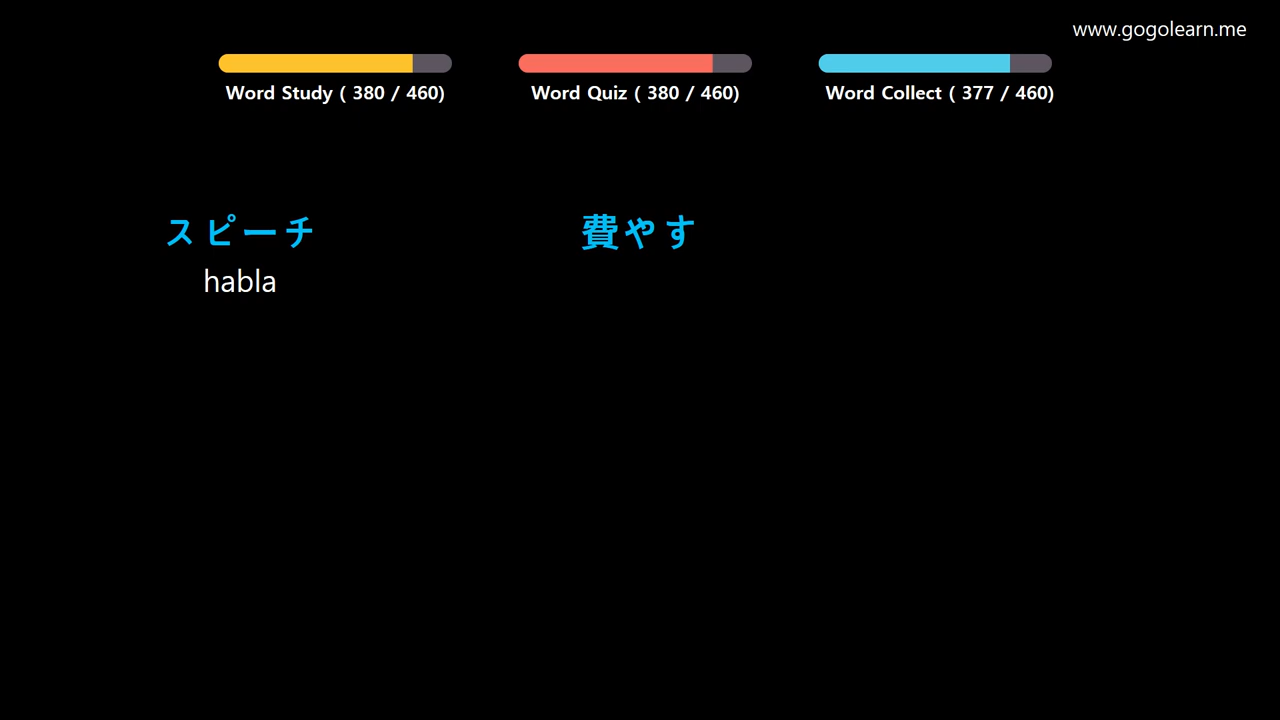 www.gogolearn.me
Word Study ( 380 / 460)
Word Quiz ( 380 / 460)
Word Collect ( 377 / 460)
スピーチ
habla
費やす